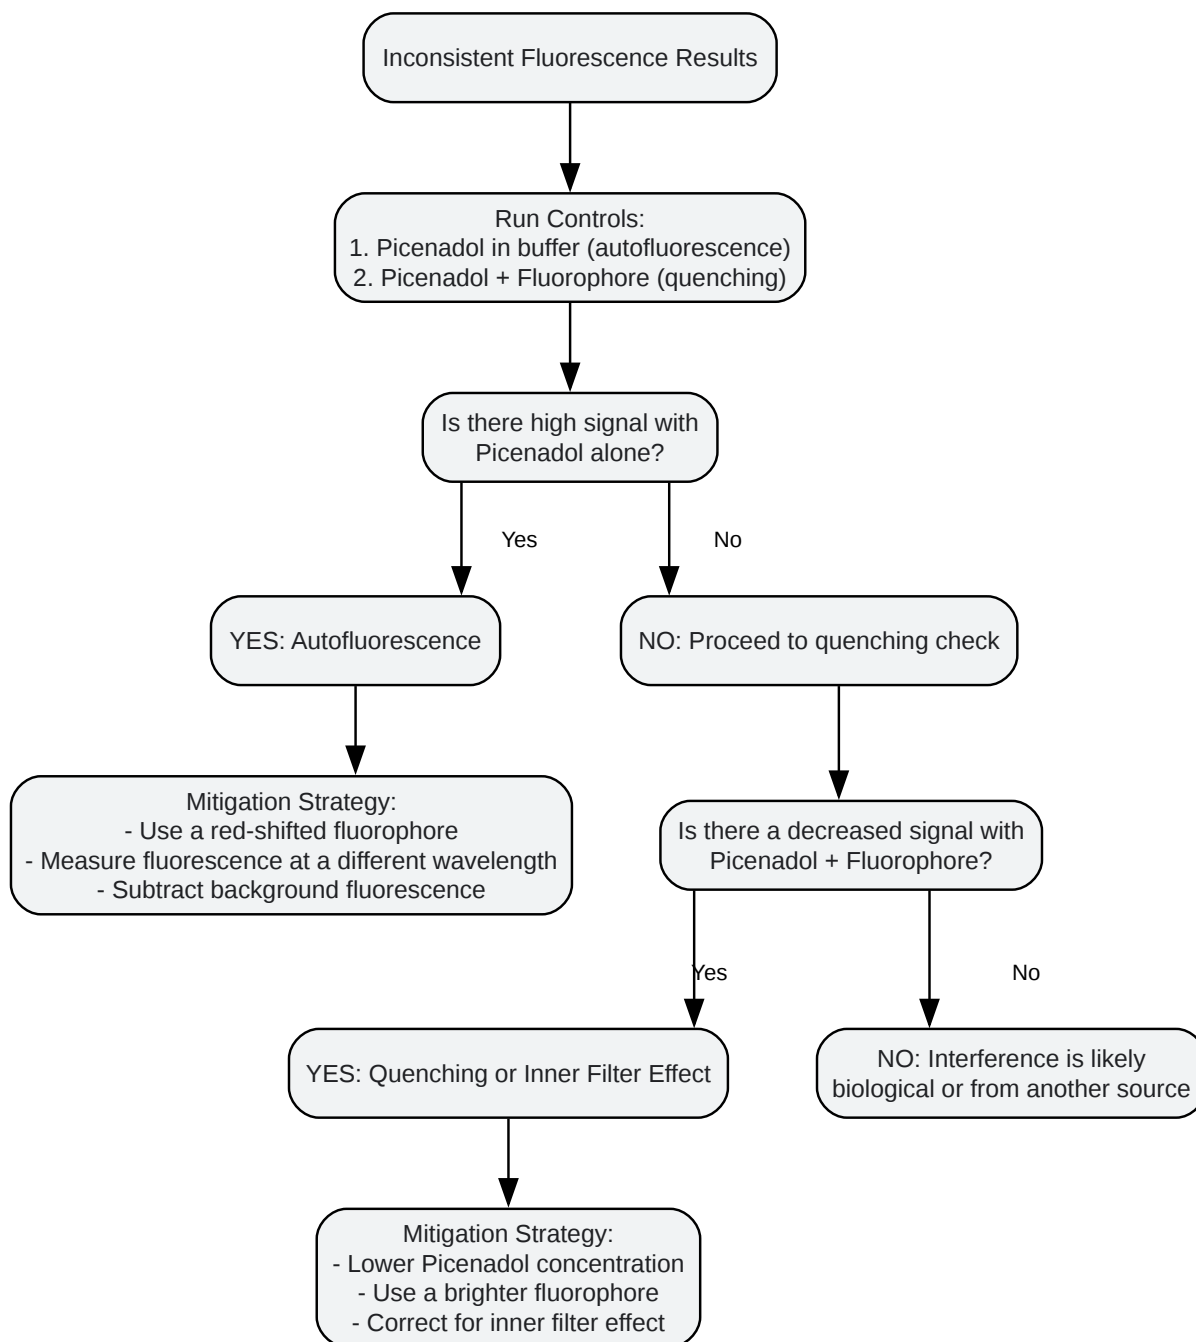 Inconsistent Fluorescence Results
Run Controls:
1. Picenadol in buffer (autofluorescence)
2. Picenadol + Fluorophore (quenching)
Is there high signal with
Picenadol alone?
Yes
No
YES: Autofluorescence
NO: Proceed to quenching check
Mitigation Strategy:
- Use a red-shifted fluorophore
- Measure fluorescence at a different wavelength
- Subtract background fluorescence
Is there a decreased signal with
Picenadol + Fluorophore?
Yes
No
YES: Quenching or Inner Filter Effect
NO: Interference is likely
biological or from another source
Mitigation Strategy:
- Lower Picenadol concentration
- Use a brighter fluorophore
- Correct for inner filter effect